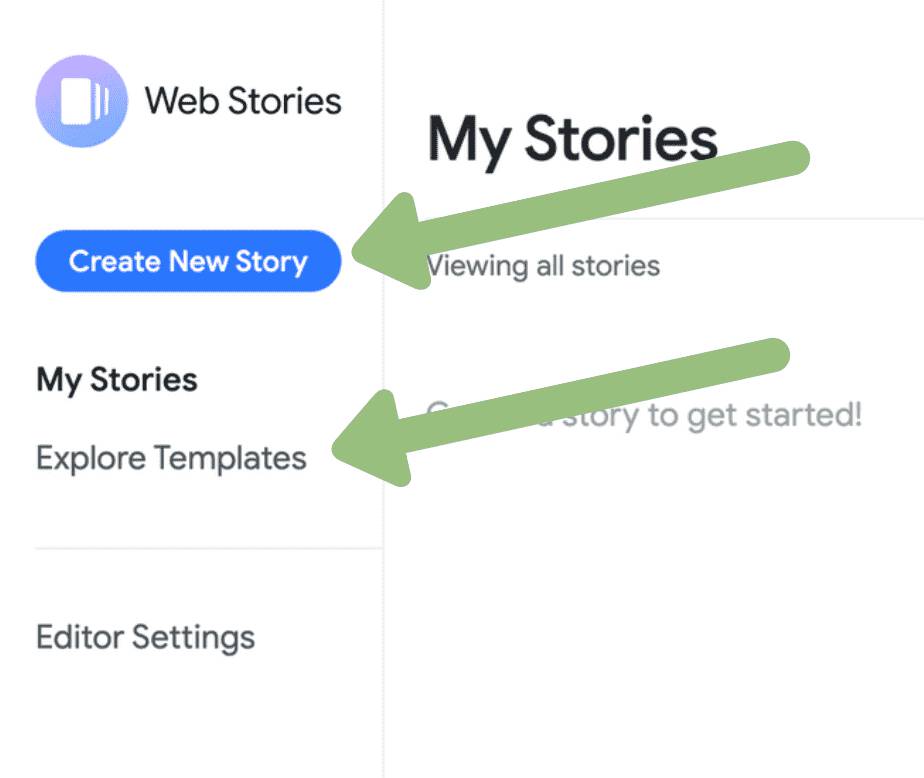 Web Stories
Create New Story
My Stories
Explore Templates
Editor Settings
My Stories
Viewing all stories
story to get started!